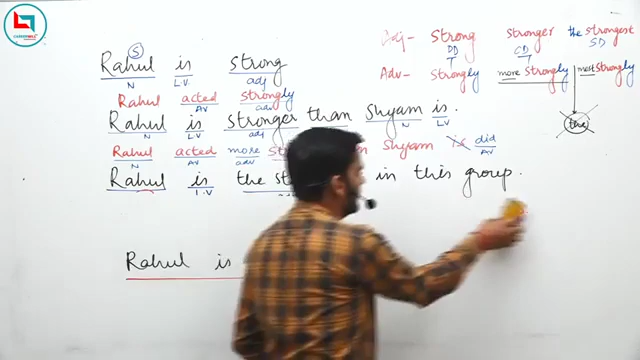 CAREERWILL
Adj- Strong Stronger the strongest
PD CD SD
Adv- Strongly more strongly most strongly
the
S
Rahul is strong
N L.V adj
Rahul acted strongly
AV adv
Rahul is stronger than Shyam is.
N L.V adj N L.V
Rahul acted more Shyam is did
N AV adv AV
Rahul is the in this group.
N L.V
Rahul is